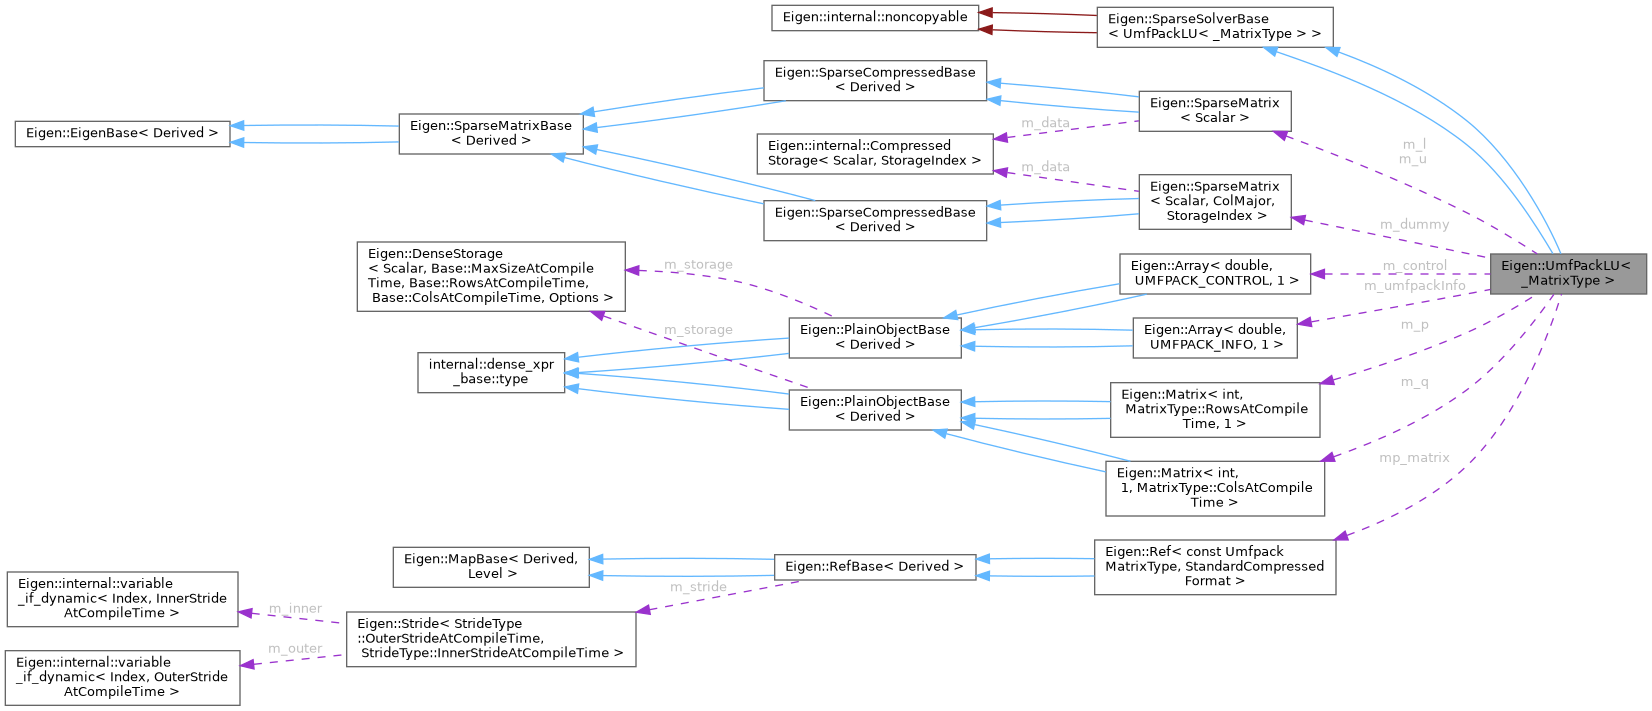 Eigen::internal::noncopyable
Eigen::SparseSolverBase
< UmfPackLU< _MatrixType > >
Eigen::SparseCompressedBase
< Derived >
Eigen::SparseMatrix
< Scalar >
m_data
m_l
m_u
Eigen::EigenBase< Derived >
Eigen::SparseMatrixBase
< Derived >
Eigen::internal::Compressed
Storage< Scalar, StorageIndex >
m_data
Eigen::SparseMatrix
< Scalar, ColMajor,
StorageIndex >
Eigen::SparseCompressedBase
< Derived >
m_dummy
Eigen::DenseStorage
< Scalar, Base::MaxSizeAtCompile
Time, Base::RowsAtCompileTime,
Base::ColsAtCompileTime, Options >
m_storage
Eigen::Array< double,
UMFPACK_CONTROL, 1 >
m_control
m_umfpackInfo
Eigen::UmfPackLU<
_MatrixType >
m_storage
Eigen::PlainObjectBase
< Derived >
Eigen::Array< double,
UMFPACK_INFO, 1 >
m_p
internal::dense_xpr
_base::type
Eigen::PlainObjectBase
< Derived >
Eigen::Matrix< int,
MatrixType::RowsAtCompile
Time, 1 >
m_q
Eigen::Matrix< int,
1, MatrixType::ColsAtCompile
Time >
mp_matrix
Eigen::MapBase< Derived,
Level >
Eigen::RefBase< Derived >
Eigen::Ref< const Umfpack
MatrixType, StandardCompressed
Format >
m_stride
Eigen::internal::variable
_if_dynamic< Index, InnerStride
AtCompileTime >
m_inner
Eigen::Stride< StrideType
::OuterStrideAtCompileTime,
StrideType::InnerStrideAtCompileTime >
m_outer
Eigen::internal::variable
_if_dynamic< Index, OuterStride
AtCompileTime >